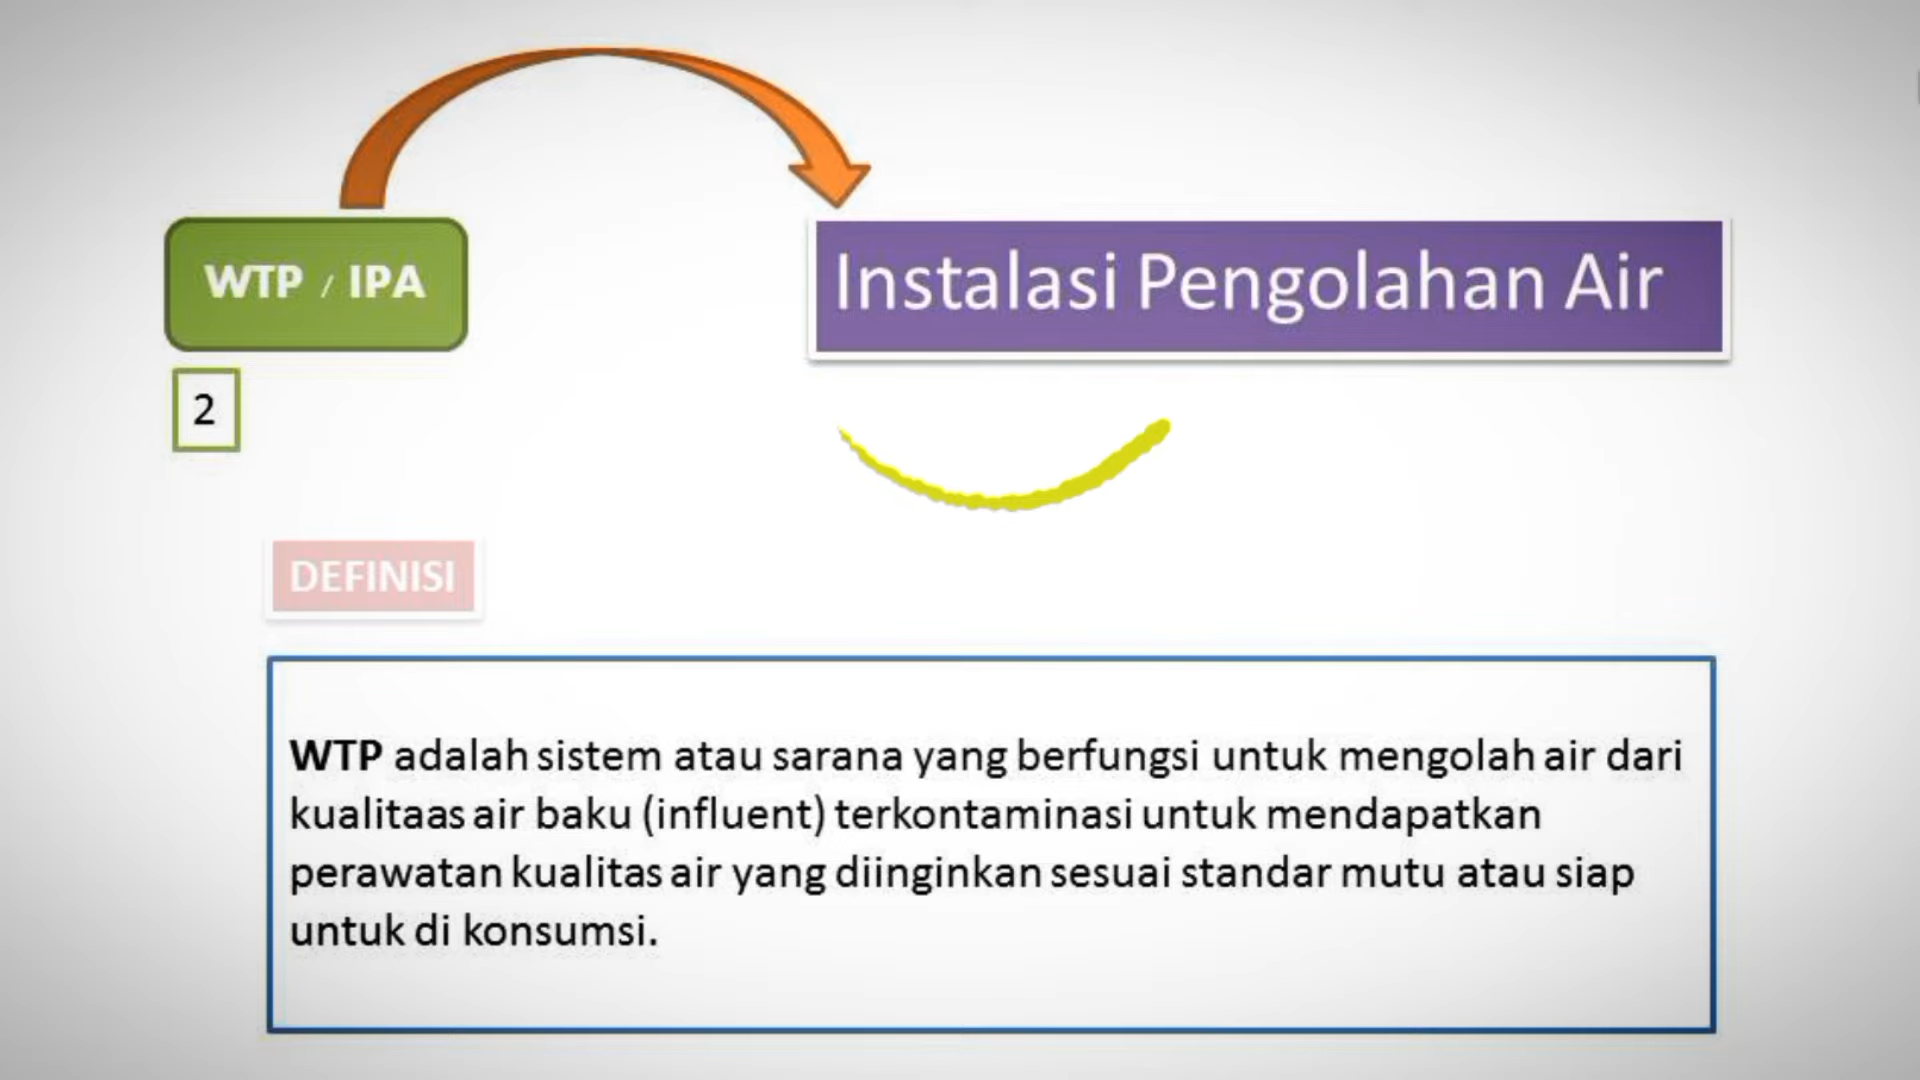 WTP / IPA
Instalasi Pengolahan Air
2
DEFINISI
WTP adalah sistem atau sarana yang berfungsi untuk mengolah air dari
kualitaas air baku (influent) terkontaminasi untuk mendapatkan
perawatan kualitas air yang diinginkan sesuai standar mutu atau siap
untuk di konsumsi.